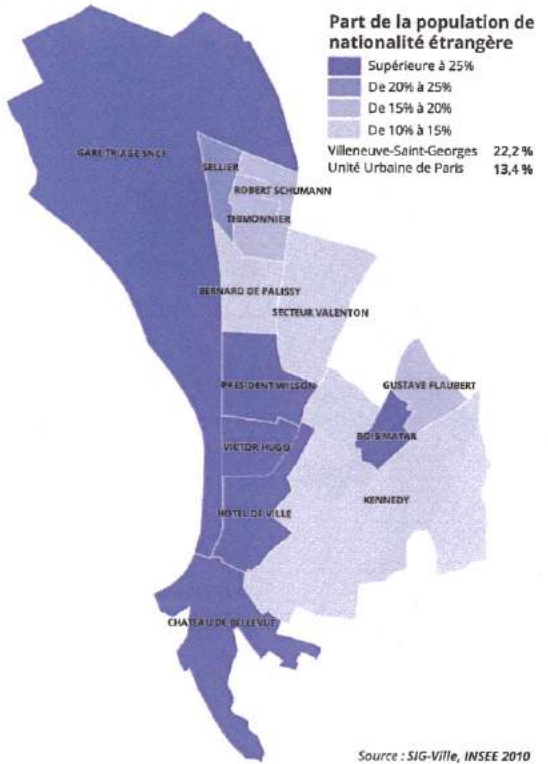 Part de la population de
nationalité étrangère
Supérieure à 25%
De 20% à 25%
De 15% à 20%
De 10% à 15%
Villeneuve-Saint-Georges 22,2 %
Unité Urbaine de Paris 13,4 %
GARE TRIAGE SNCF
SELLIER
ROBERT SCHUMANN
THIMONNIER
BERNARD DE PALISSY
SECTEUR VALENTON
PRESIDENT WILSON
GUSTAVE FLAUBERT
BOIS MATAR
VICTOR HUGO
KENNEDY
HOTEL DE VILLE
CHATEAU DE BELLEVUE
Source : SIG-Ville, INSEE 2010